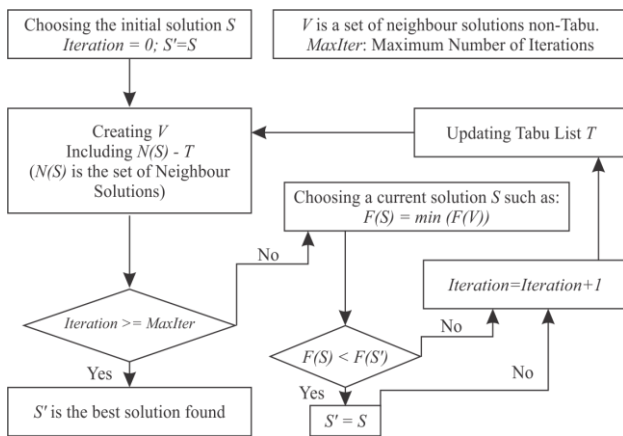 Choosing the initial solution S
Iteration = 0; S'=S
V is a set of neighbour solutions non-Tabu.
MaxIter: Maximum Number of Iterations
Creating V
Including N(S) - T
(N(S) is the set of Neighbour
Solutions)
Updating Tabu List T
Choosing a current solution S such as:
F(S) = min (F(V))
No
Iteration=Iteration+1
Iteration >= MaxIter
No
F(S) < F(S')
Yes
Yes
No
S' is the best solution found
S' = S